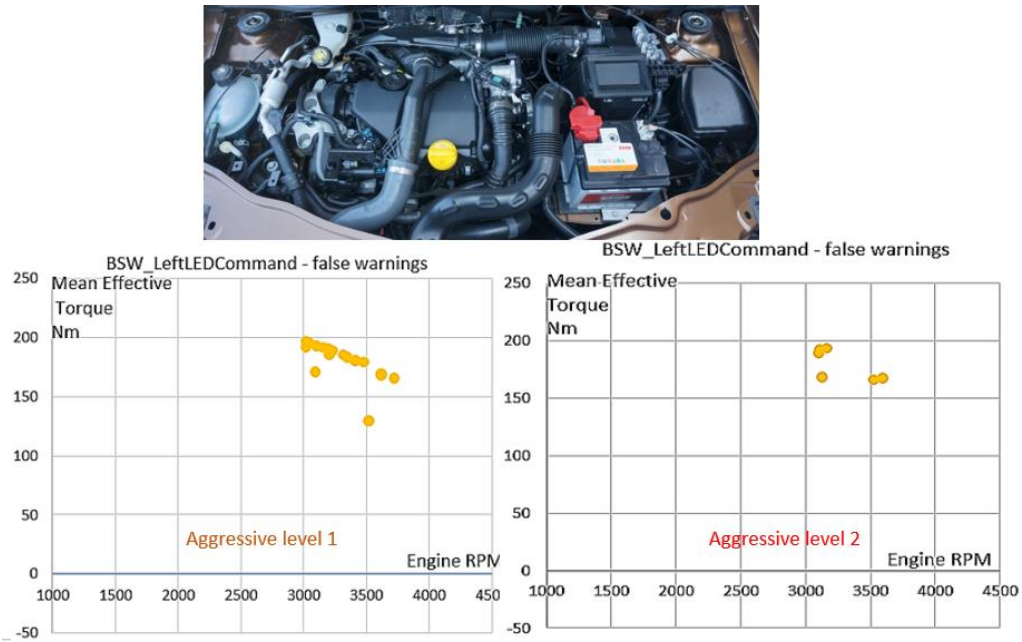 BSW_LeftLEDCommand - false warnings
250
Mean Effective
Torque
Nm
200
150
100
50
Aggressive level 1
Engine RPM
0
1000 1500 2000 2500 3000 3500 4000 450
-50
BSW_LeftLEDCommand - false warnings
250
Mean Effective
Torque
Nm
200
150
100
50
Aggressive level 2
Engine RPM
0
1000 1500 2000 2500 3000 3500 4000 4500
-50